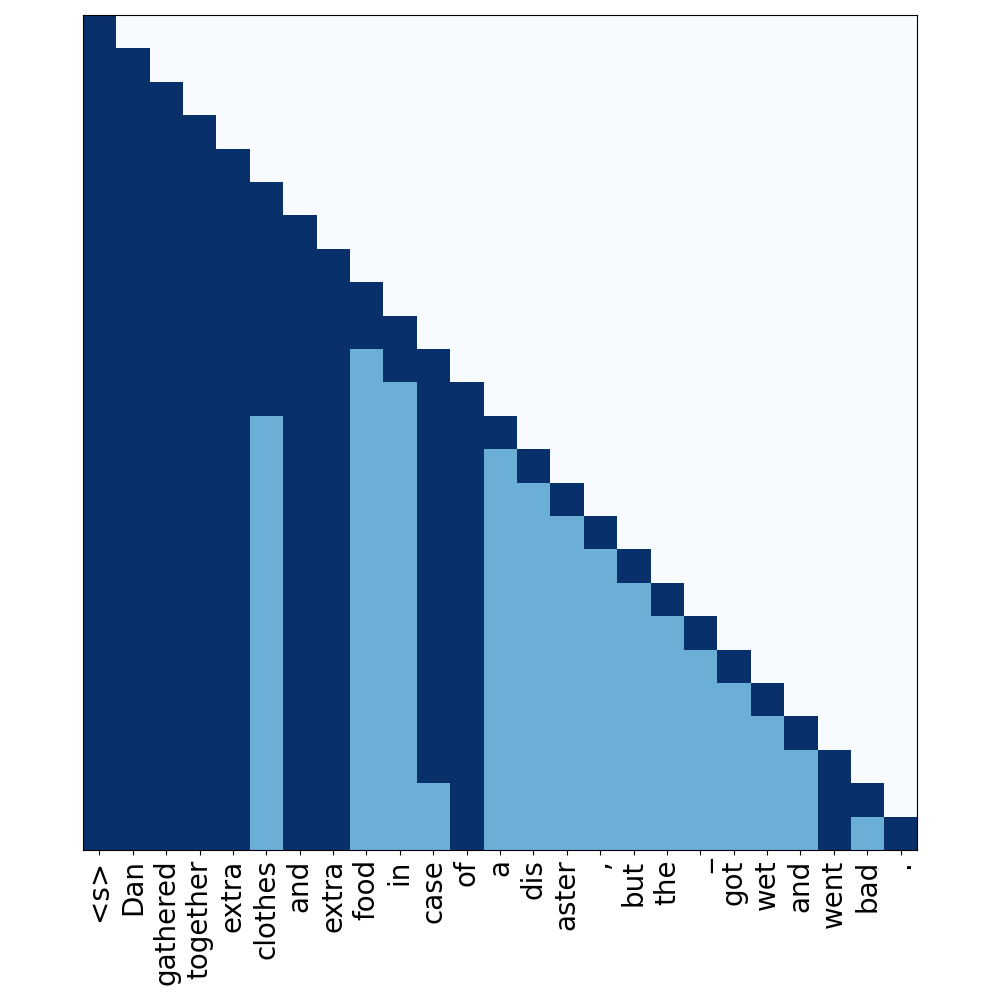 <s>
Dan
gathered
together
extra
clothes
and
extra
food
in
case
of
a
dis
aster
,
but
the
_
got
wet
and
went
bad
.